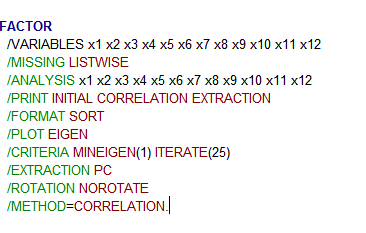 FACTOR
/VARIABLES x1 x2 x3 x4 x5 x6 x7 x8 x9 x10 x11 x12
/MISSING LISTWISE
/ANALYSIS x1 x2 x3 x4 x5 x6 x7 x8 x9 x10 x11 x12
/PRINT INITIAL CORRELATION EXTRACTION
/FORMAT SORT
/PLOT EIGEN
/CRITERIA MINEIGEN(1) ITERATE(25)
/EXTRACTION PC
/ROTATION NOROTATE
/METHOD=CORRELATION.